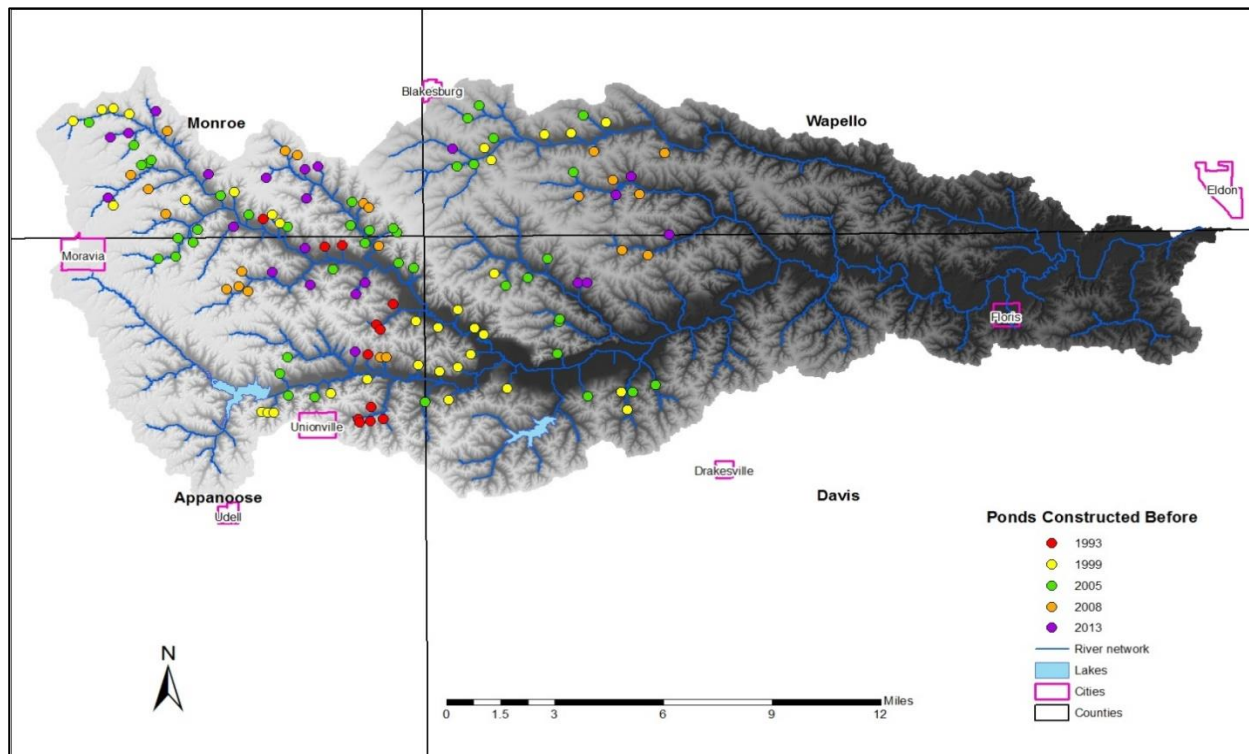 Blakesburg
Monroe
Wapello
Eldon
Moravia
Floris
Unionville
Drakesville
Appanoose
Davis
Udell
Ponds Constructed Before
1993
1999
2005
2008
2013
River network
Lakes
Cities
Counties
N
Miles
0 1.5 3 6 9 12